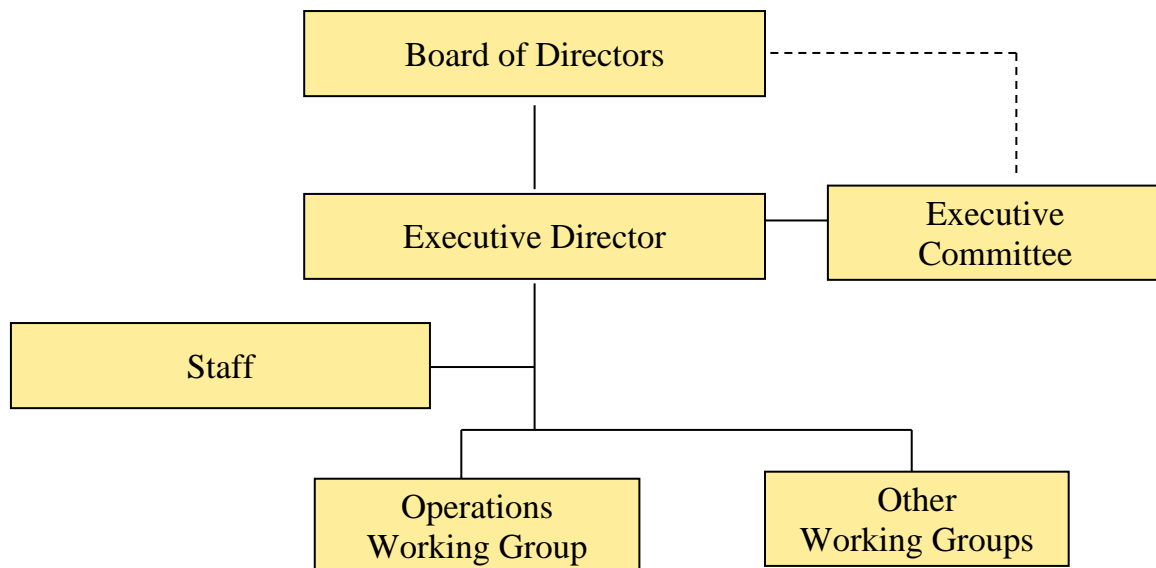 Board of Directors
Executive Director
Executive
Committee
Staff
Operations
Working Group
Other
Working Groups